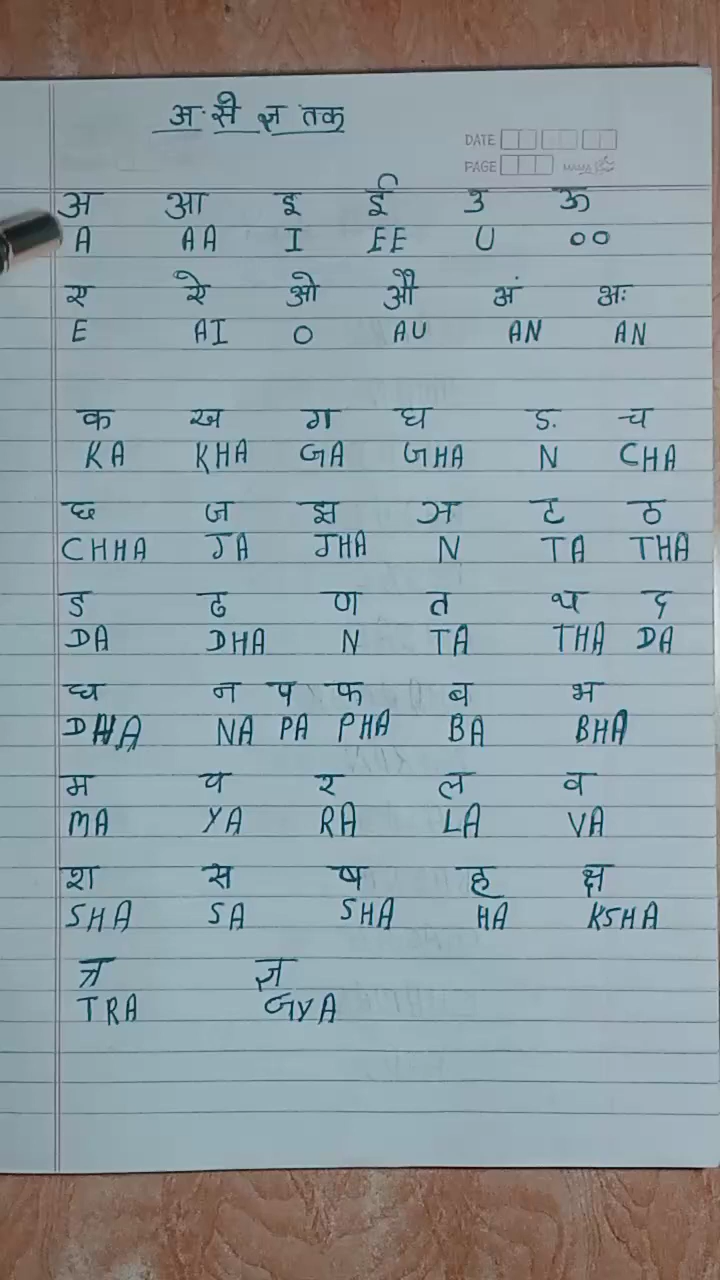 अ से ज्ञ तक
DATE
PAGE
अ आ इ ई उ ऊ
A AA I EE U OO
ए ऐ ओ औ अं अः
E AI O AU AN AN
क ख ग घ ङ च
KA KHA GA GHA N CHA
छ ज झ ञ ट ठ
CHHA JA JHA N TA THA
ड ढ ण त थ द
DA DHA N TA THA DA
ध न प फ ब भ
DHA NA PA PHA BA BHA
म य र ल व
MA YA RA LA VA
श स ष ह क्ष
SHA SA SHA HA KSHA
त्र ज्ञ
TRA GYA